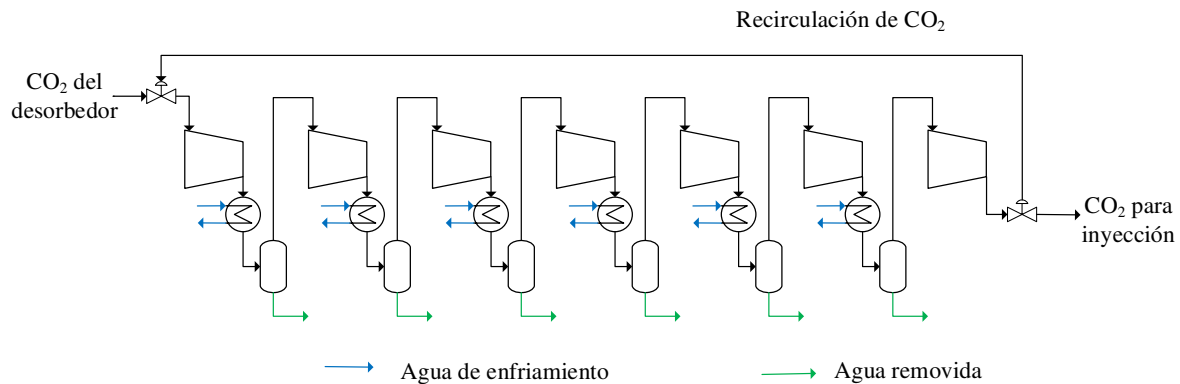 Recirculación de CO₂
CO₂ del
desorbedor
CO₂ para
inyección
Agua de enfriamiento
Agua removida